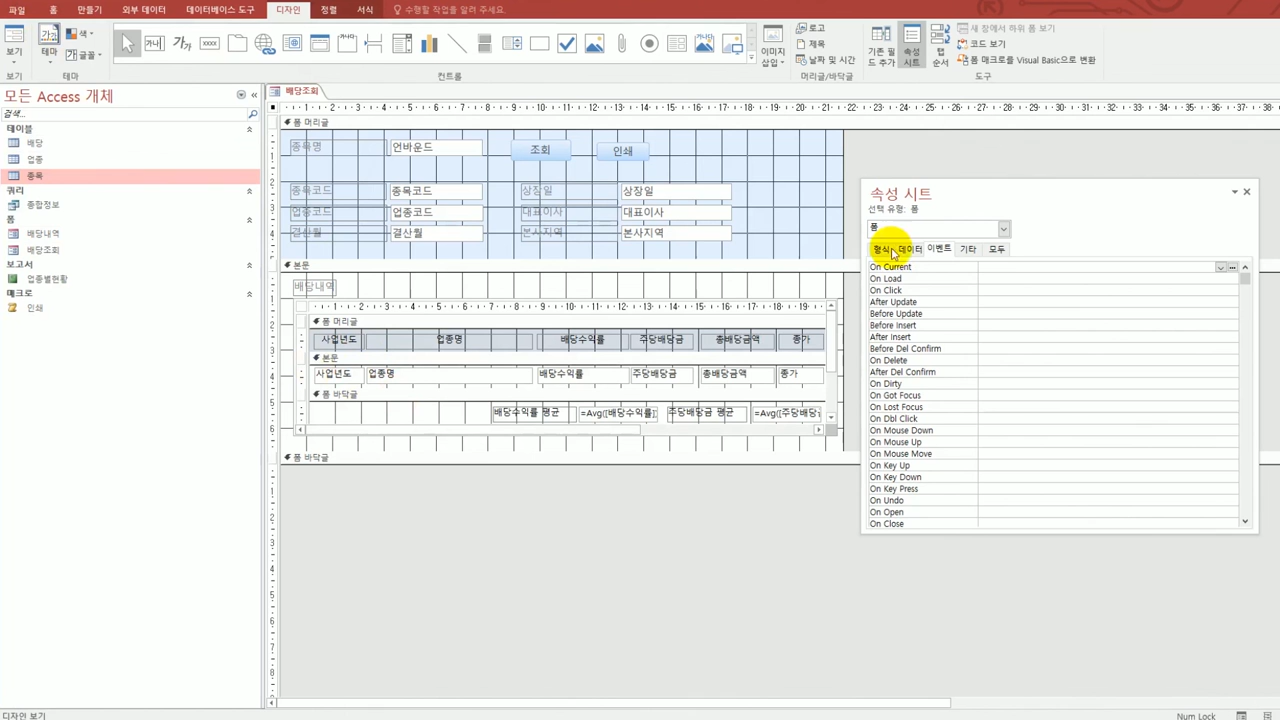 파일 홈 만들기 외부 데이터 데이터베이스 도구 디자인 정렬 서식 수행할 작업을 알려 주세요.
보기
보기
테마
색
글꼴
테마
컨트롤
이미지
삽입
로고
제목
날짜 및 시간
머리글/바닥글
기존 필
드 추가
속성
시트
탭
순서
새 창에서 하위 폼 보기
코드 보기
폼 매크로를 Visual Basic으로 변환
도구
모든 Access 개체
검색...
테이블
배당
업종
종목
쿼리
종합정보
폼
배당내역
배당조회
보고서
업종별현황
매크로
인쇄
배당조회
폼 머리글
종목명 언바운드 조회 인쇄
종목코드 종목코드 상장일 상장일
업종코드 업종코드 대표이사 대표이사
결산월 결산월 본사지역 본사지역
본문
배당내역
폼 머리글
사업년도 업종명 배당수익률 주당배당금 총배당금액 종가
본문
사업년도 업종명 배당수익률 주당배당금 총배당금액 종가
폼 바닥글
배당수익률 평균 =Avg([배당수익률] 주당배당금 평균 =Avg([주당배당
폼 바닥글
속성 시트
선택 유형: 폼
폼
형식 데이터 이벤트 기타 모두
On Current
On Load
On Click
After Update
Before Update
Before Insert
After Insert
Before Del Confirm
On Delete
After Del Confirm
On Dirty
On Got Focus
On Lost Focus
On Dbl Click
On Mouse Down
On Mouse Up
On Mouse Move
On Key Up
On Key Down
On Key Press
On Undo
On Open
On Close
디자인 보기
Num Lock